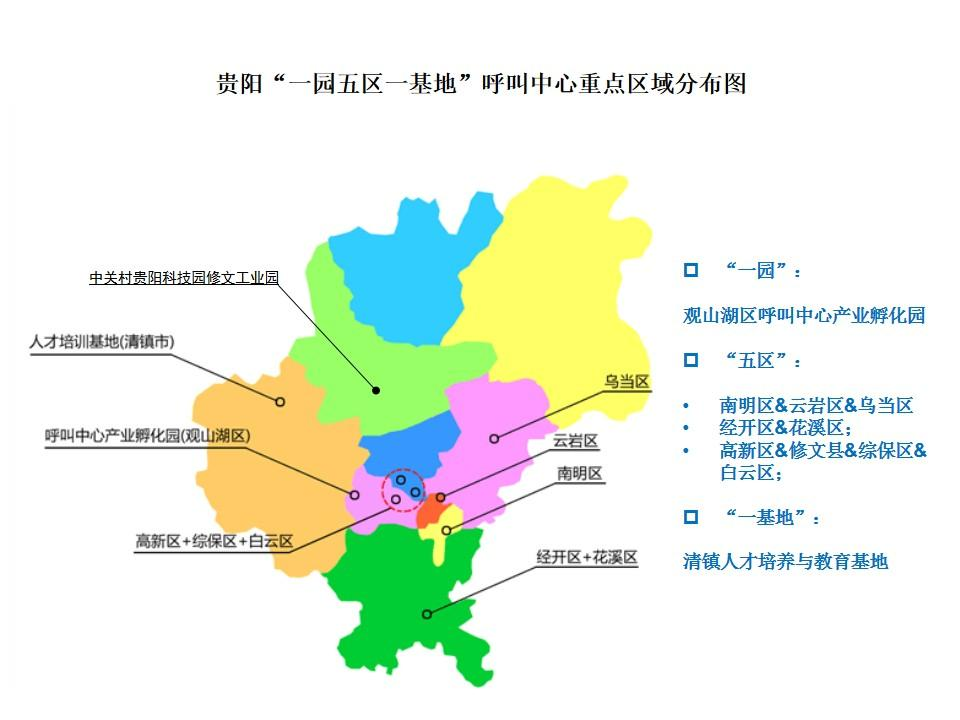 贵阳“一园五区一基地”呼叫中心重点区域分布图
中关村贵阳科技园修文工业园
人才培训基地(清镇市)
呼叫中心产业孵化园(观山湖区)
高新区+综保区+白云区
乌当区
云岩区
南明区
经开区+花溪区
“一园”：
观山湖区呼叫中心产业孵化园
“五区”：
• 南明区&云岩区&乌当区
• 经开区&花溪区；
• 高新区&修文县&综保区&
白云区；
“一基地”：
清镇人才培养与教育基地